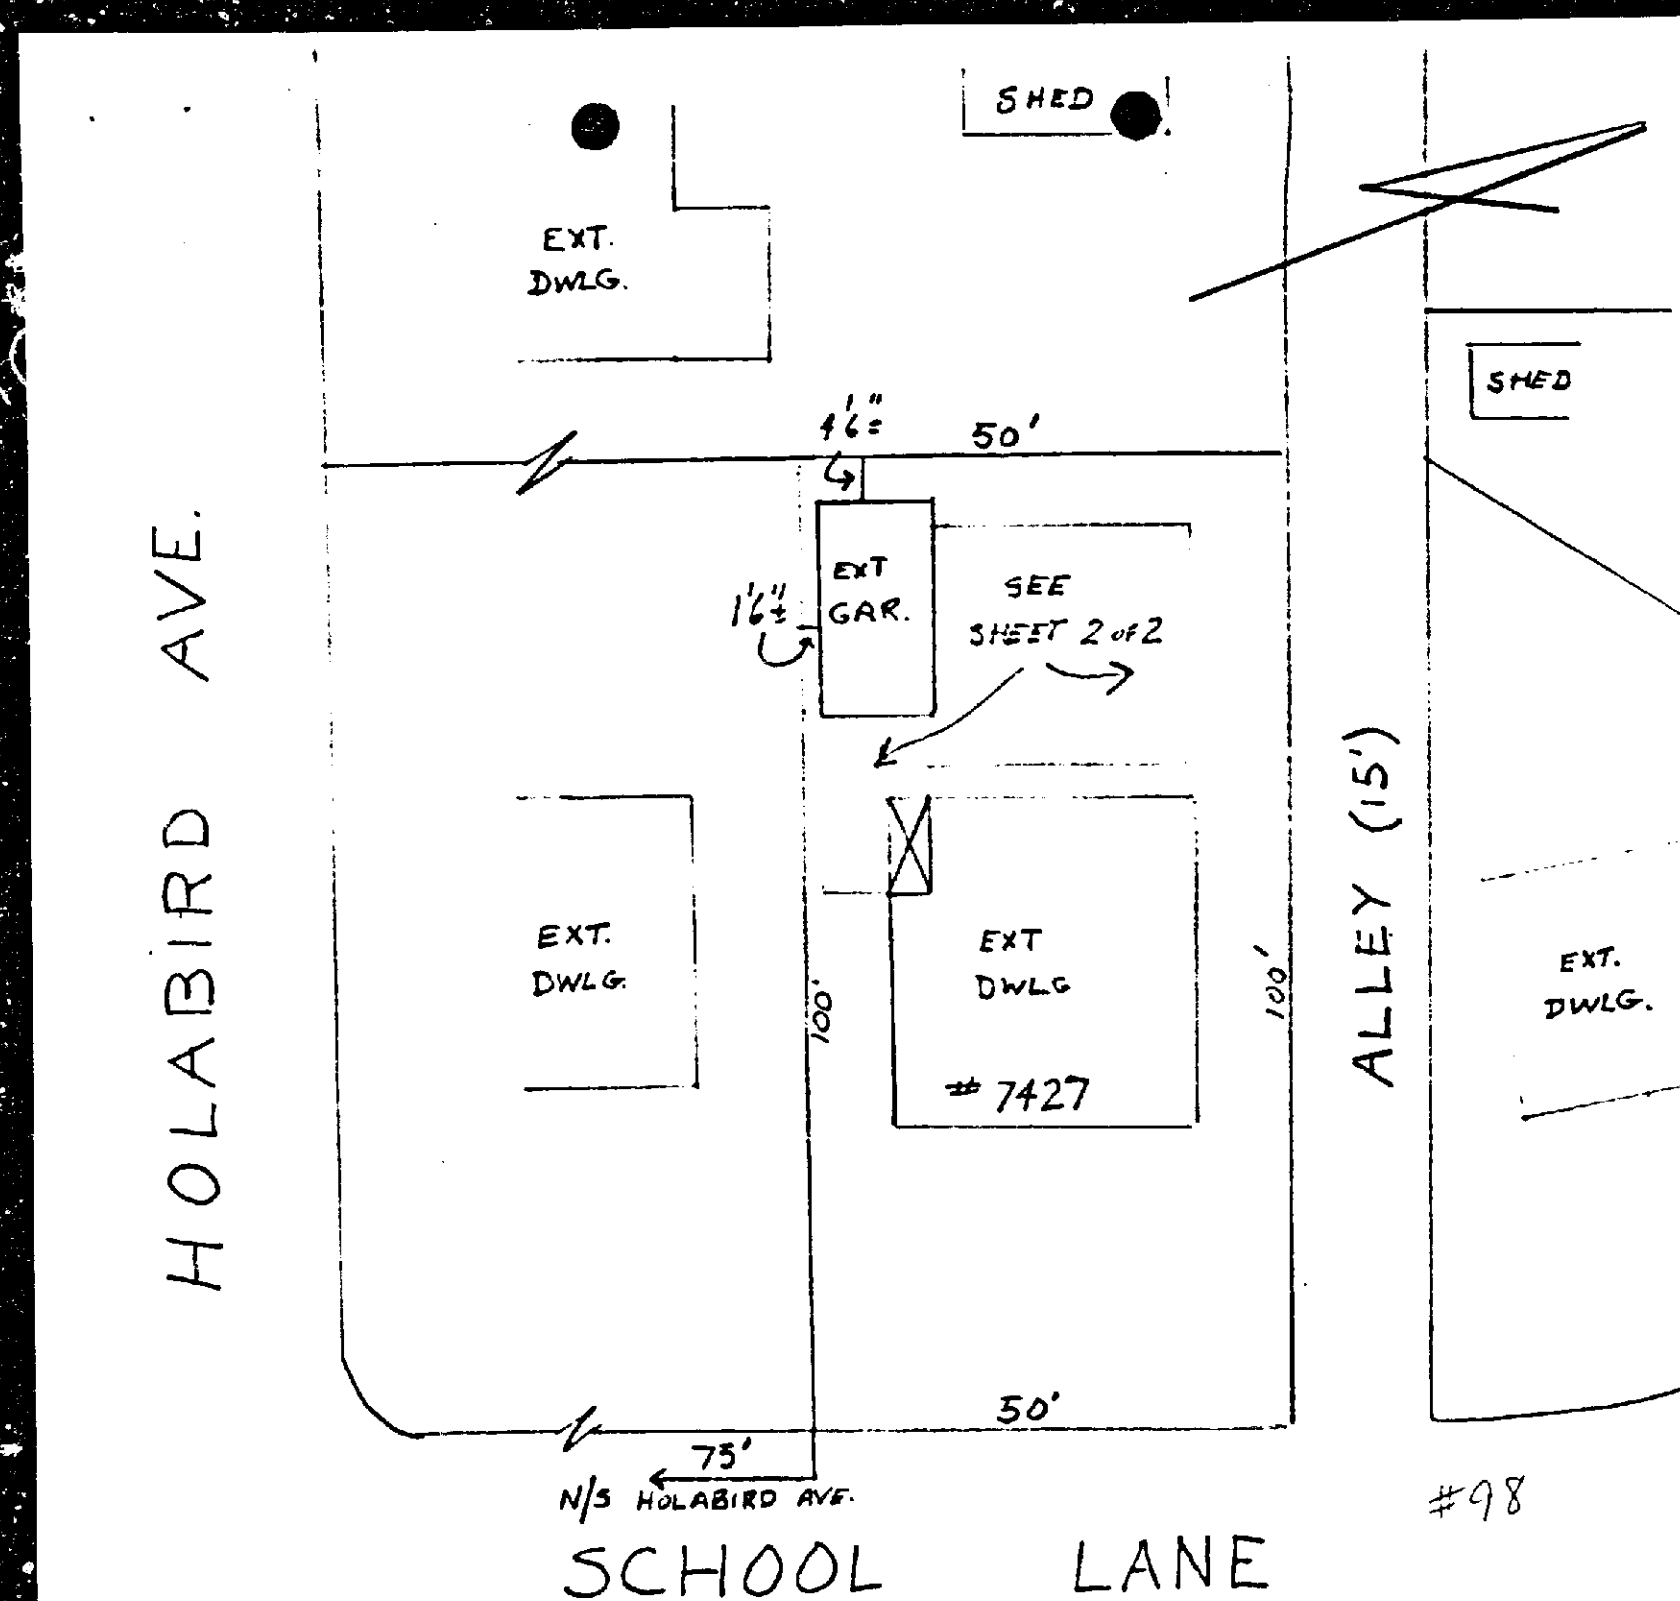 SHED
EXT.
DWLG.
SHED
4'6"±
50'
HOLABIRD AVE.
EXT
GAR.
1'6"±
SEE
SHEET 2 OF 2
ALLEY (15')
EXT.
DWLG.
100'
EXT
DWLG
# 7427
100'
EXT.
DWLG.
50'
75'
N/S HOLABIRD AVE.
#98
SCHOOL LANE